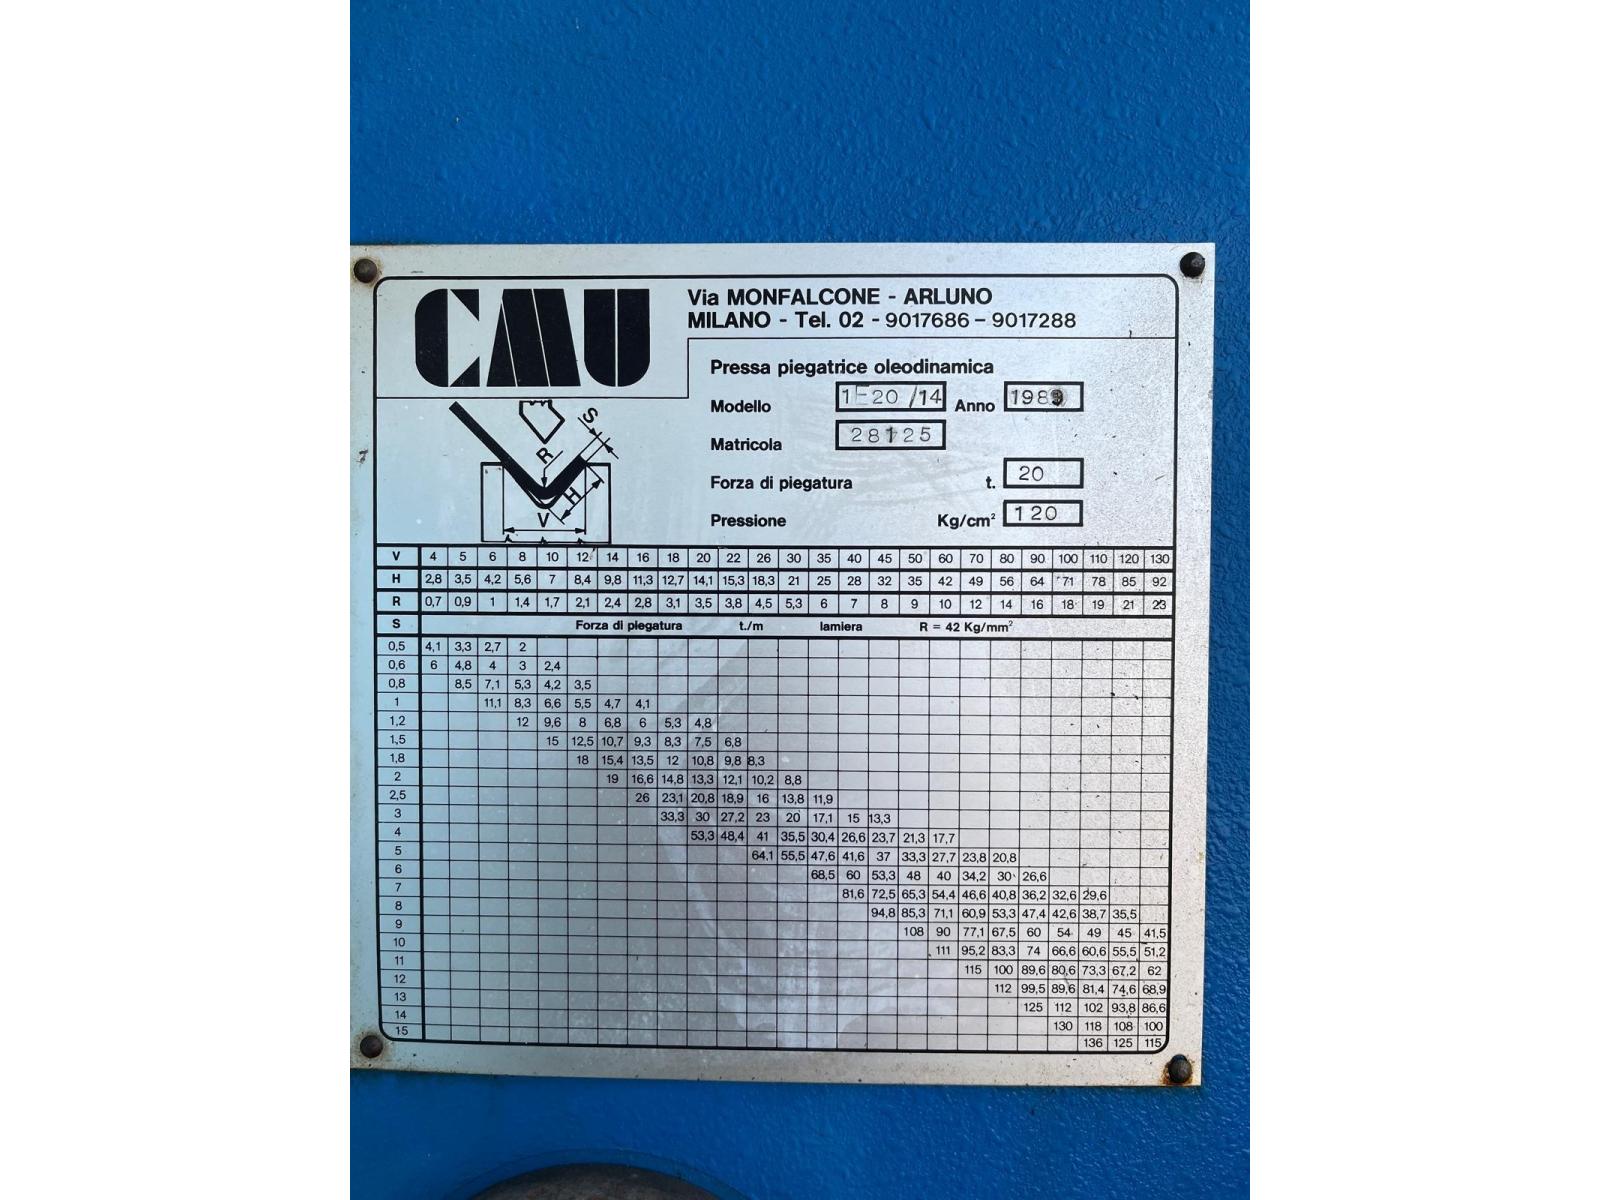 CMU
Via MONFALCONE - ARLUNO
MILANO - Tel. 02 - 9017686 - 9017288
Pressa piegatrice oleodinamica
Modello 1-20 /14 Anno 198
Matricola 28125
Forza di piegatura t. 20
Pressione Kg/cm² 120
S
R
H
V
V 4 5 6 8 10 12 14 16 18 20 22 26 30 35 40 45 50 60 70 80 90 100 110 120 130
H 2,8 3,5 4,2 5,6 7 8,4 9,8 11,3 12,7 14,1 15,3 18,3 21 25 28 32 35 42 49 56 64 71 78 85 92
R 0,7 0,9 1 1,4 1,7 2,1 2,4 2,8 3,1 3,5 3,8 4,5 5,3 6 7 8 9 10 12 14 16 18 19 21 23
S Forza di piegatura t./m lamiera R = 42 Kg/mm²
0,5 4,1 3,3 2,7 2
0,6 6 4,8 4 3 2,4
0,8 8,5 7,1 5,3 4,2 3,5
1 11,1 8,3 6,6 5,5 4,7 4,1
1,2 12 9,6 8 6,8 6 5,3 4,8
1,5 15 12,5 10,7 9,3 8,3 7,5 6,8
1,8 18 15,4 13,5 12 10,8 9,8 8,3
2 19 16,6 14,8 13,3 12,1 10,2 8,8
2,5 26 23,1 20,8 18,9 16 13,8 11,9
3 33,3 30 27,2 23 20 17,1 15 13,3
4 53,3 48,4 41 35,5 30,4 26,6 23,7 21,3 17,7
5 64,1 55,5 47,6 41,6 37 33,3 27,7 23,8 20,8
6 68,5 60 53,3 48 40 34,2 30 26,6
7 81,6 72,5 65,3 54,4 46,6 40,8 36,2 32,6 29,6
8 94,8 85,3 71,1 60,9 53,3 47,4 42,6 38,7 35,5
9 108 90 77,1 67,5 60 54 49 45 41,5
10 111 95,2 83,3 74 66,6 60,6 55,5 51,2
11 115 100 89,6 80,6 73,3 67,2 62
12 112 99,5 89,6 81,4 74,6 68,9
13 125 112 102 93,8 86,6
14 130 118 108 100
15 136 125 115